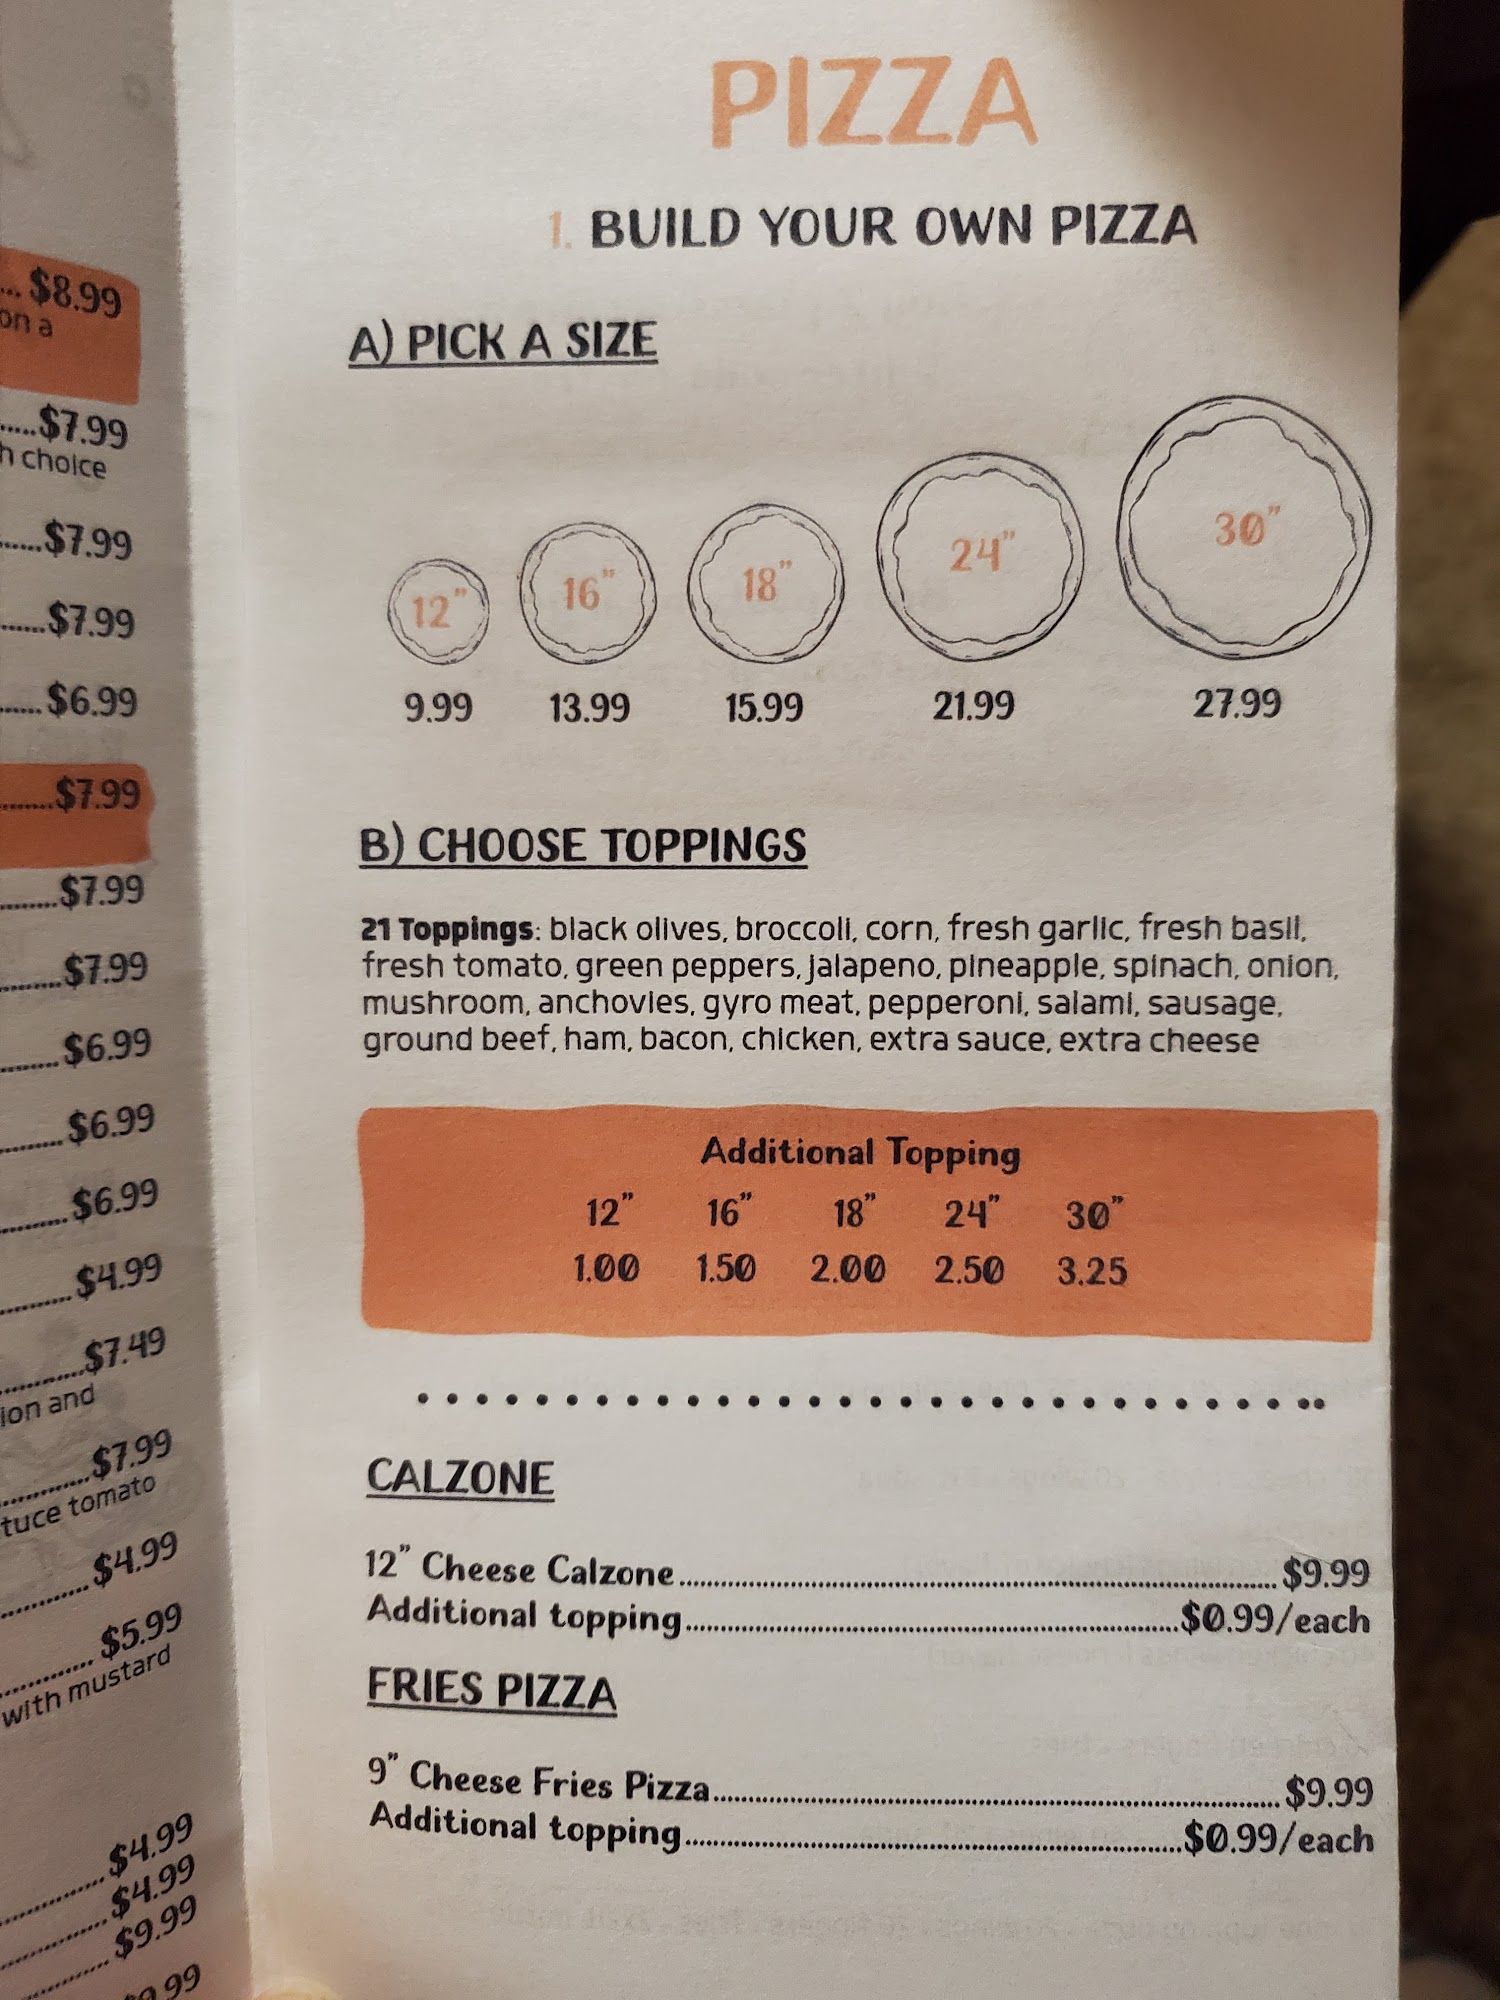 ... $8.99
on a
.....$7.99
h choice
......$7.99
......$7.99
......$6.99
........$7.99
........$7.99
.........$7.99
.........$6.99
..........$6.99
..........$6.99
...........$4.99
............$7.49
ion and
............$7.99
tuce tomato
............$4.99
.............$5.99
with mustard
..............$4.99
..............$4.99
...............$9.99
PIZZA
1. BUILD YOUR OWN PIZZA
A) PICK A SIZE
12" 16" 18" 24" 30"
9.99 13.99 15.99 21.99 27.99
B) CHOOSE TOPPINGS
21 Toppings: black olives, broccoli, corn, fresh garlic, fresh basil,
fresh tomato, green peppers, jalapeno, pineapple, spinach, onion,
mushroom, anchovies, gyro meat, pepperoni, salami, sausage,
ground beef, ham, bacon, chicken, extra sauce, extra cheese
Additional Topping
12" 16" 18" 24" 30"
1.00 1.50 2.00 2.50 3.25
CALZONE
12" Cheese Calzone........................................$9.99
Additional topping........................................$0.99/each
FRIES PIZZA
9" Cheese Fries Pizza........................................$9.99
Additional topping........................................$0.99/each